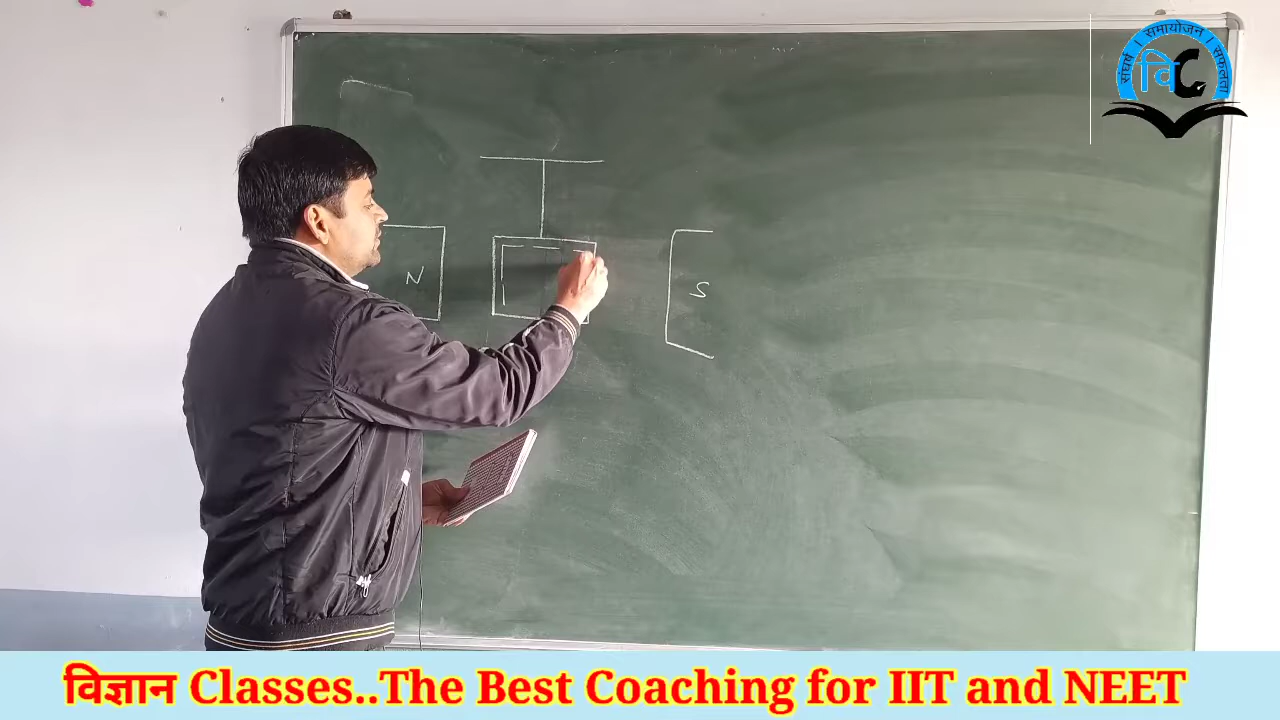 संघर्ष । समायोजन । सफलता
वि C
N
S
विज्ञान Classes..The Best Coaching for IIT and NEET